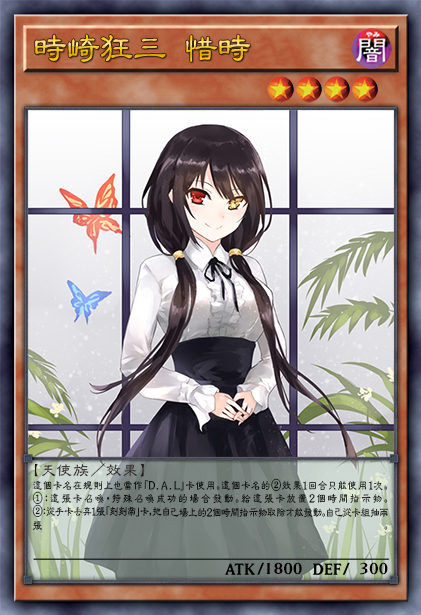 時崎狂三 惜時
やみ
闇
【天使族／效果】
這個卡名在規則上也當作「D.A.L」卡使用。這個卡名的②效果1回合只能使用1次。
①：這張卡召喚・特殊召喚成功的場合發動。給這張卡放置2個時間指示物。
②：從手卡丟弃1張「刻刻帝」卡，把自己場上的2個時間指示物取除才能發動。自己從卡組抽兩
張
ATK/1800 DEF/ 300